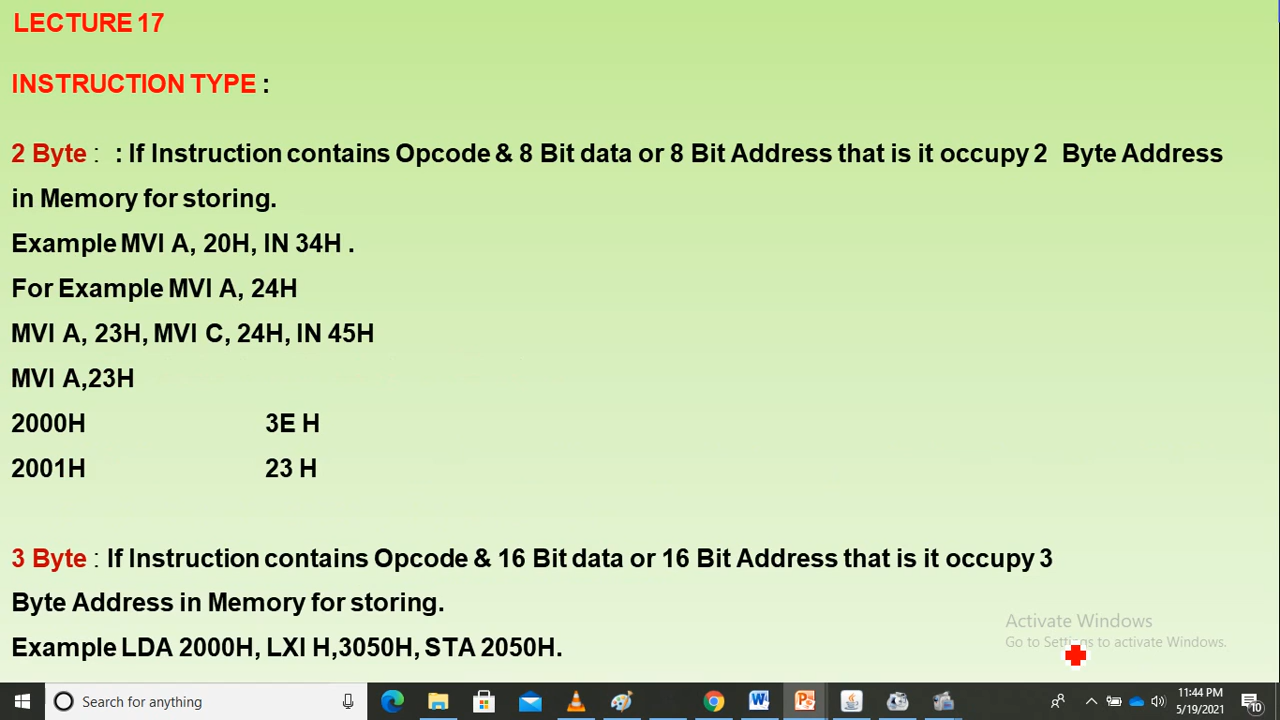 LECTURE 17
INSTRUCTION TYPE :
2 Byte : : If Instruction contains Opcode & 8 Bit data or 8 Bit Address that is it occupy 2 Byte Address
in Memory for storing.
Example MVI A, 20H, IN 34H .
For Example MVI A, 24H
MVI A, 23H, MVI C, 24H, IN 45H
MVI A,23H
2000H 3E H
2001H 23 H
3 Byte : If Instruction contains Opcode & 16 Bit data or 16 Bit Address that is it occupy 3
Byte Address in Memory for storing.
Example LDA 2000H, LXI H,3050H, STA 2050H.
Activate Windows
Go to Settings to activate Windows.
Search for anything
11:44 PM
5/19/2021
10